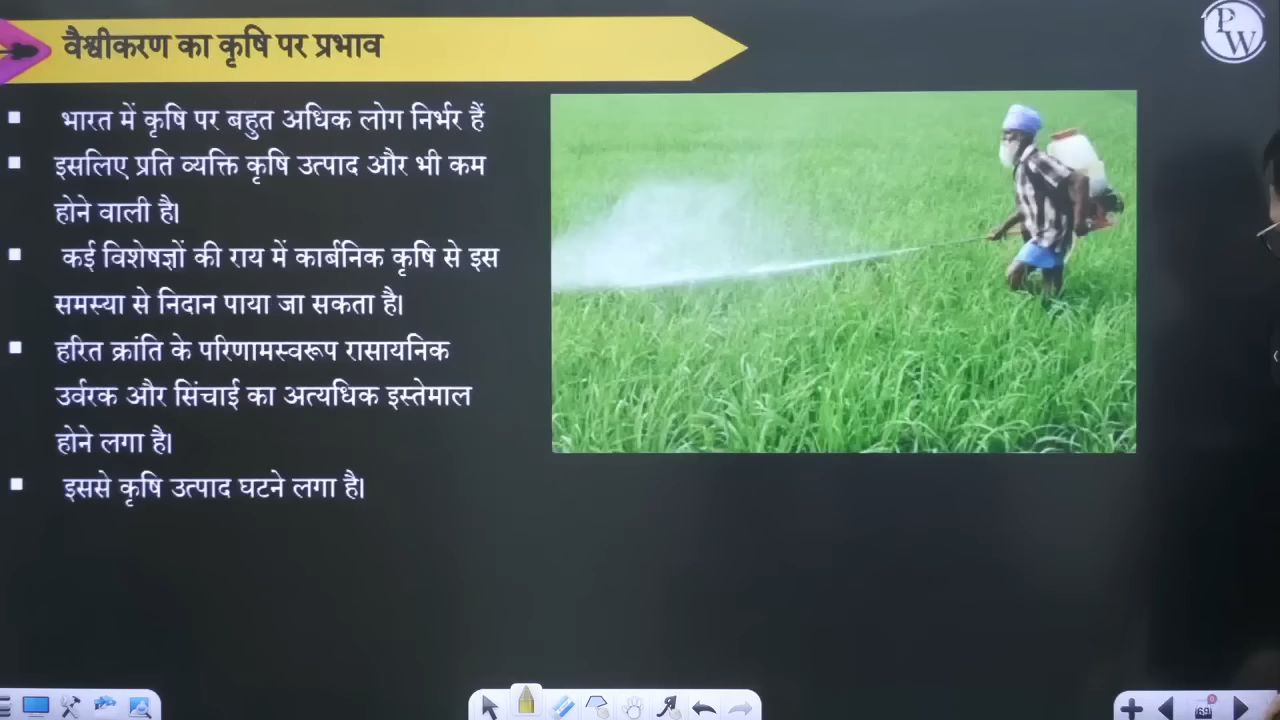 वैश्वीकरण का कृषि पर प्रभाव
PW
भारत में कृषि पर बहुत अधिक लोग निर्भर हैं
इसलिए प्रति व्यक्ति कृषि उत्पाद और भी कम
होने वाली है।
कई विशेषज्ञों की राय में कार्बनिक कृषि से इस
समस्या से निदान पाया जा सकता है।
हरित क्रांति के परिणामस्वरूप रासायनिक
उर्वरक और सिंचाई का अत्यधिक इस्तेमाल
होने लगा है।
इससे कृषि उत्पाद घटने लगा है।